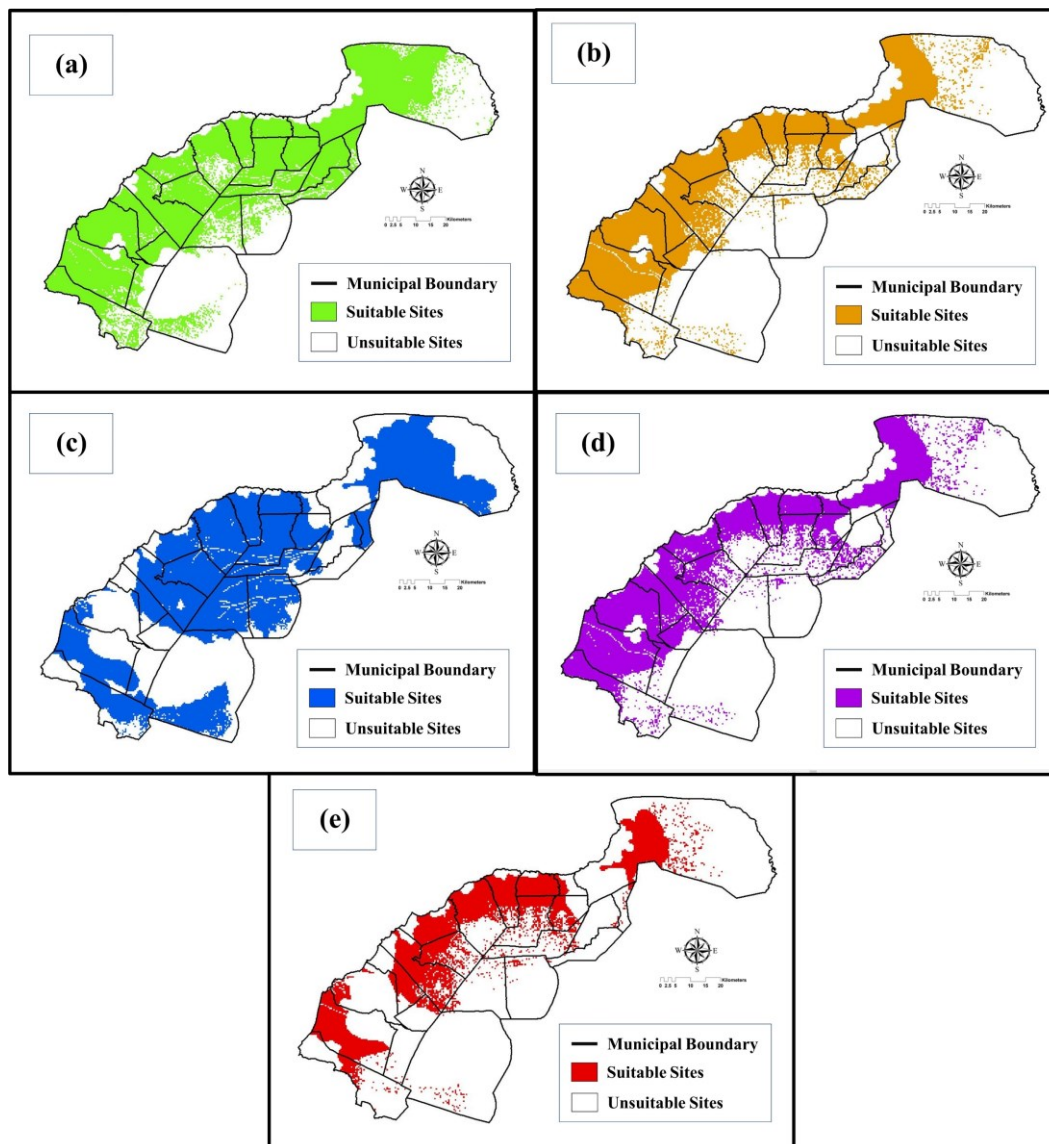 (a)
N
W E
S
0 2.5 5 10 15 20 Kilometers
Municipal Boundary
Suitable Sites
Unsuitable Sites
(b)
N
W E
S
0 2.5 5 10 15 20 Kilometers
Municipal Boundary
Suitable Sites
Unsuitable Sites
(c)
N
W E
S
0 2.5 5 10 15 20 Kilometers
Municipal Boundary
Suitable Sites
Unsuitable Sites
(d)
N
W E
S
0 2.5 5 10 15 20 Kilometers
Municipal Boundary
Suitable Sites
Unsuitable Sites
(e)
N
W E
S
0 2.5 5 10 15 20 Kilometers
Municipal Boundary
Suitable Sites
Unsuitable Sites